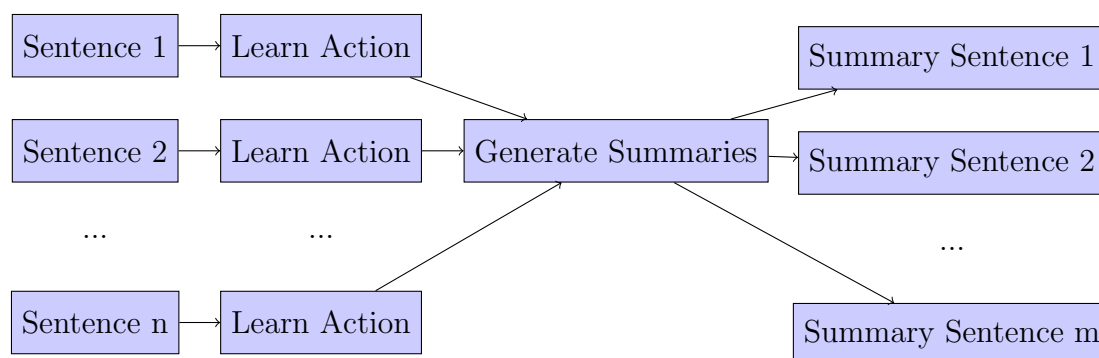 Sentence 1
Learn Action
Summary Sentence 1
Sentence 2
Learn Action
Generate Summaries
Summary Sentence 2
...
...
...
Sentence n
Learn Action
Summary Sentence m